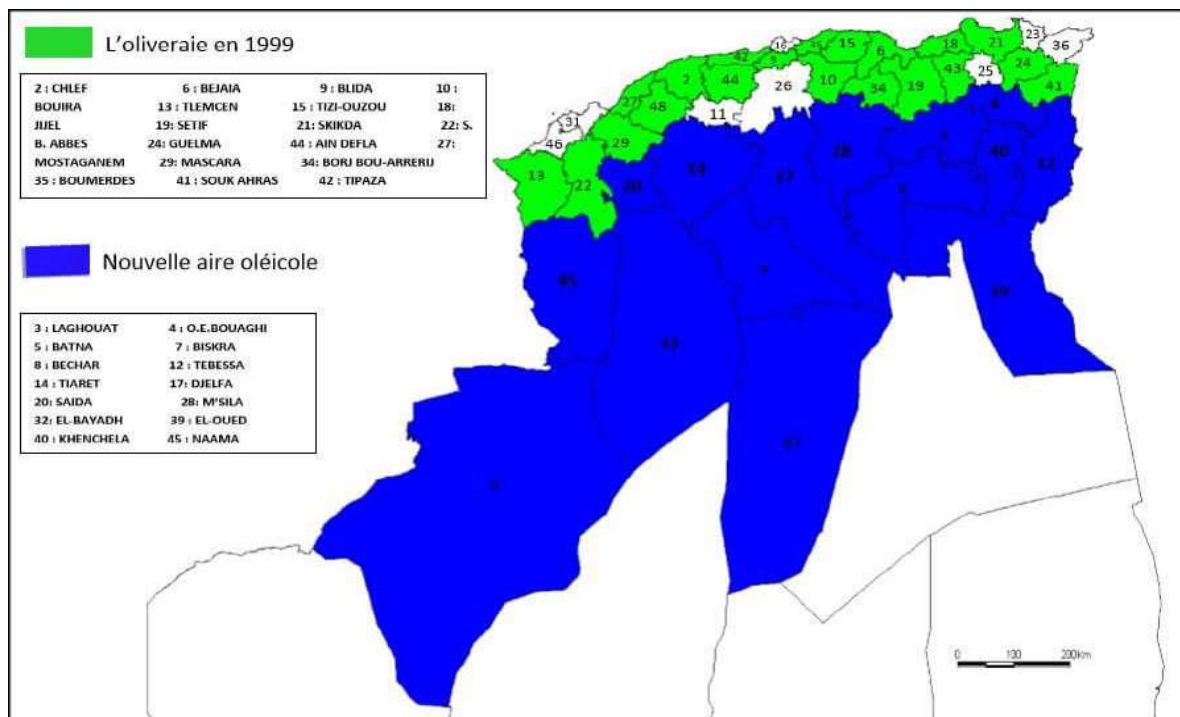 L'oliveraie en 1999
2 : CHLEF 6 : BEJAIA 9 : BLIDA 10 :
BOUIRA 13 : TLEMCEN 15 : TIZI-OUZOU 18:
JIJEL 19: SETIF 21: SKIKDA 22: S.
B. ABBES 24: GUELMA 44 : AIN DEFLA 27:
MOSTAGANEM 29: MASCARA 34: BORJ BOU-ARRERIJ
35 : BOUMERDES 41 : SOUK AHRAS 42 : TIPAZA
Nouvelle aire oléicole
3 : LAGHOUAT 4 : O.E.BOUAGHI
5 : BATNA 7 : BISKRA
8 : BECHAR 12 : TEBESSA
14 : TIARET 17: DJELFA
20: SAIDA 28: M'SILA
32: EL-BAYADH 39 : EL-OUED
40 : KHENCHELA 45 : NAAMA
23
36
16
35
15
6
18
21
42
2
44
26
10
34
19
43
25
24
41
27
48
11
31
46
29
13
22
20
14
17
28
40
12
45
39
0 100 200 km